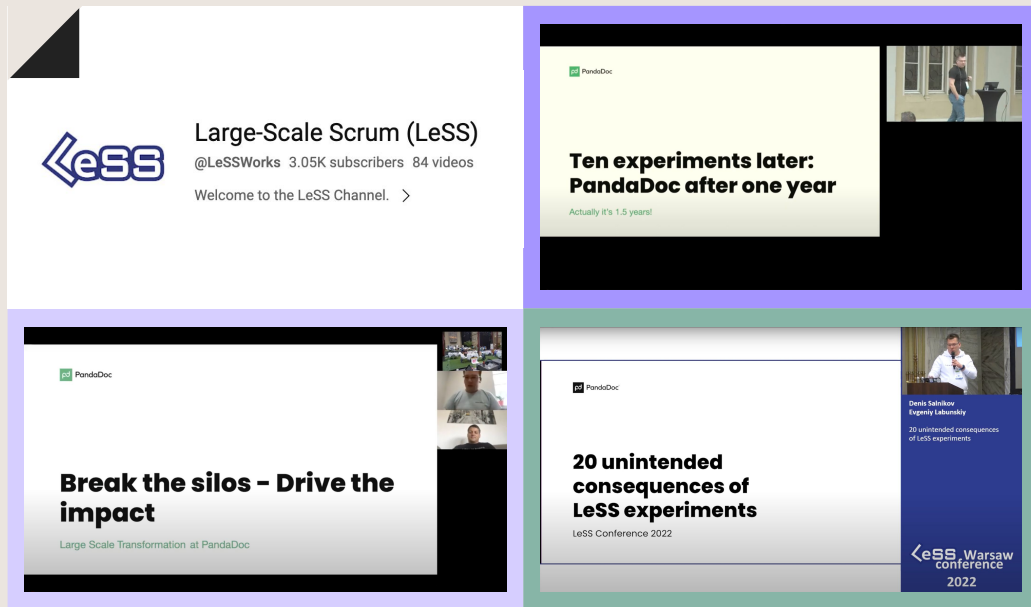 LeSS
Large-Scale Scrum (LeSS)
@LeSSWorks 3.05K subscribers 84 videos
Welcome to the LeSS Channel.
pd PandaDoc
Ten experiments later:
PandaDoc after one year
Actually it's 1.5 years!
pd PandaDoc
Break the silos – Drive the
impact
Large Scale Transformation at PandaDoc
pd PandaDoc
20 unintended
consequences of
LeSS experiments
LeSS Conference 2022
Denis Salnikov
Evgeniy Labunskiy
20 unintended consequences
of LeSS experiments
LeSS Warsaw
conference
2022